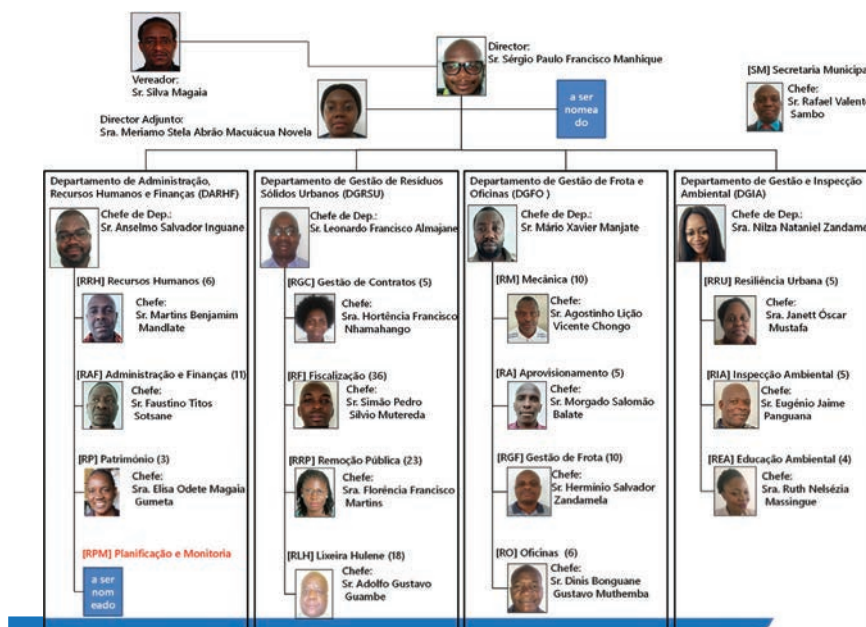 Vereador:
Sr. Silva Magaia
Director:
Sr. Sérgio Paulo Francisco Manhique
Director Adjunto:
Sra. Meriamo Stela Abrão Macuácua Novela
a ser
nomea
do
[SM] Secretaria Municipa
Chefe:
Sr. Rafael Valent
Sambo
Departamento de Administração,
Recursos Humanos e Finanças (DARHF)
Chefe de Dep.:
Sr. Anselmo Salvador Inguane
[RRH] Recursos Humanos (6)
Chefe:
Sr. Martins Benjamim
Mandlate
[RAF] Administração e Finanças (11)
Chefe:
Sr. Faustino Titos
Sotsane
[RP] Património (3)
Chefe:
Sra. Elisa Odete Magaia
Gumeta
[RPM] Planificação e Monitoria
a ser
nom
eado
Departamento de Gestão de Resíduos
Sólidos Urbanos (DGRSU)
Chefe de Dep.:
Sr. Leonardo Francisco Almajane
[RGC] Gestão de Contratos (5)
Chefe:
Sra. Hortência Francisco
Nhamahango
[RF] Fiscalização (36)
Chefe:
Sr. Simão Pedro
Silvio Mutereda
[RRP] Remoção Pública (23)
Chefe:
Sra. Florência Francisco
Martins
[RLH] Lixeira Hulene (18)
Chefe:
Sr. Adolfo Gustavo
Guambe
Departamento de Gestão de Frota e
Oficinas (DGFO )
Chefe de Dep.:
Sr. Mário Xavier Manjate
[RM] Mecânica (10)
Chefe:
Sr. Agostinho Lição
Vicente Chongo
[RA] Aprovisionamento (5)
Chefe:
Sr. Morgado Salomão
Balate
[RGF] Gestão de Frota (10)
Chefe:
Sr. Hermínio Salvador
Zandamela
[RO] Oficinas (6)
Chefe:
Sr. Dinis Bonguane
Gustavo Muthemba
Departamento de Gestão e Inspecção
Ambiental (DGIA)
Chefe de Dep.:
Sra. Nilza Nataniel Zandame
[RRU] Resiliência Urbana (5)
Chefe:
Sra. Janett Óscar
Mustafa
[RIA] Inspecção Ambiental (5)
Chefe:
Sr. Eugénio Jaime
Panguana
[REA] Educação Ambiental (4)
Chefe:
Sra. Ruth Nelsézia
Massingue